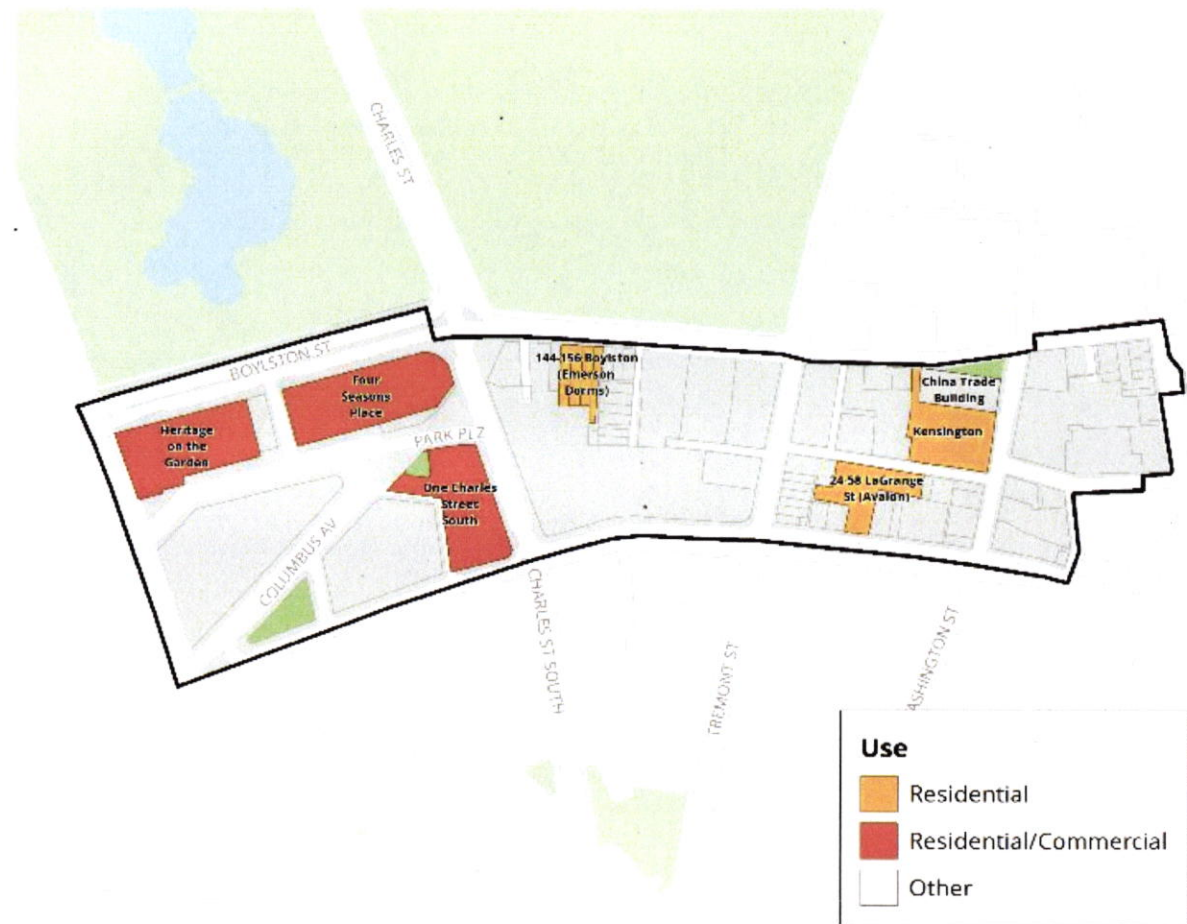 CHARLES ST
BOYLSTON ST
Four
Seasons
Place
144-156 Boylston
(Emerson
Dorms)
China Trade
Building
Heritage
on the
Garden
PARK PLZ
Kensington
One Charles
Street
South
24-58 LaGrange
St (Avalon)
COLUMBUS AV
CHARLES ST SOUTH
TREMONT ST
ASHINGTON ST
Use
Residential
Residential/Commercial
Other